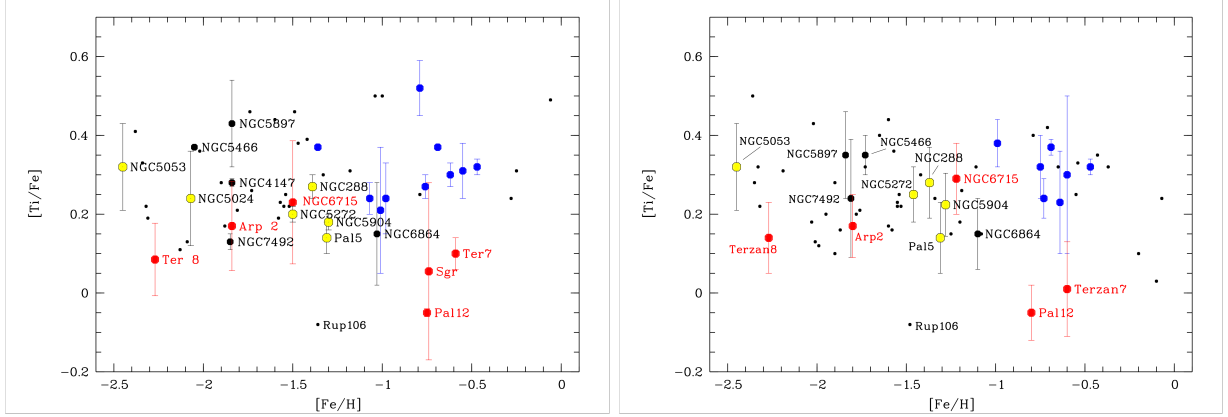 0.6
0.4
0.2
0
−0.2
[Ti/Fe]
−2.5
−2
−1.5
−1
−0.5
0
[Fe/H]
NGC5897
NGC5466
NGC5053
NGC4147
NGC288
NGC5024
NGC6715
NGC5272
Arp 2
NGC5904
NGC7492
Pal5
NGC6864
Ter 8
Ter7
Sgr
Pal12
Rup106
0.6
0.4
0.2
0
−0.2
[Ti/Fe]
−2.5
−2
−1.5
−1
−0.5
0
[Fe/H]
NGC5053
NGC5466
NGC5897
NGC288
NGC5272
NGC6715
NGC7492
NGC5904
Arp2
Pal5
NGC6864
Terzan8
Terzan7
Pal12
Rup106